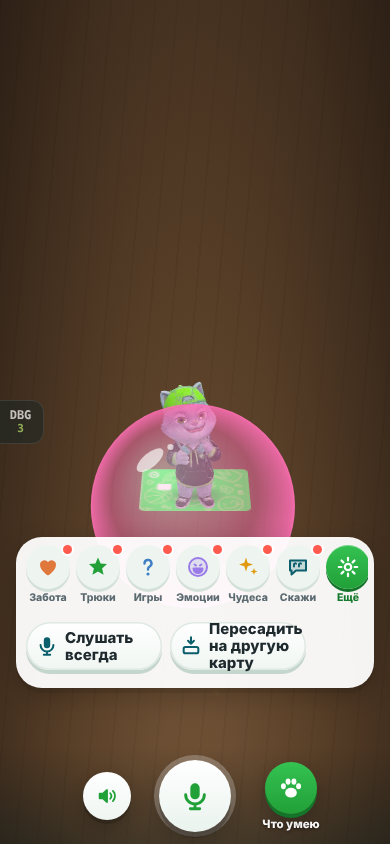 DBG
3
Забота
Трюки
Игры
Эмоции
Чудеса
Скажи
Ещё
Слушать
всегда
Пересадить
на другую
карту
Что умею